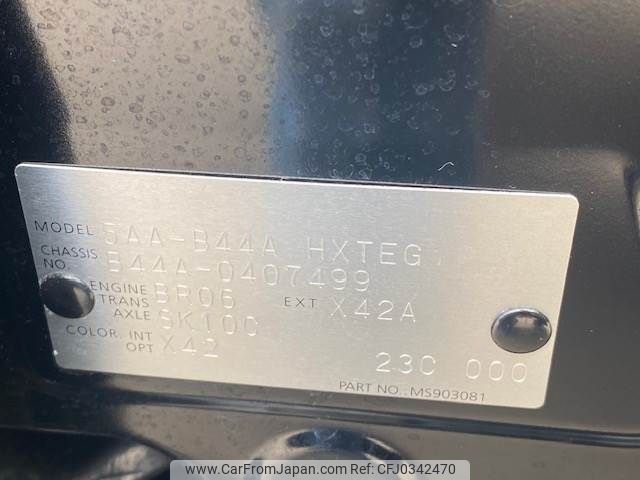 MODEL 5AA-B44A HXTEG
CHASSIS NO. B44A-0407499
ENGINE BR06 EXT X42A
TRANS AXLE SK100
COLOR INT X42
OPT
23C 000
PART NO.:MS903081
www.CarFromJapan.com | RefNo:CFJ0342470